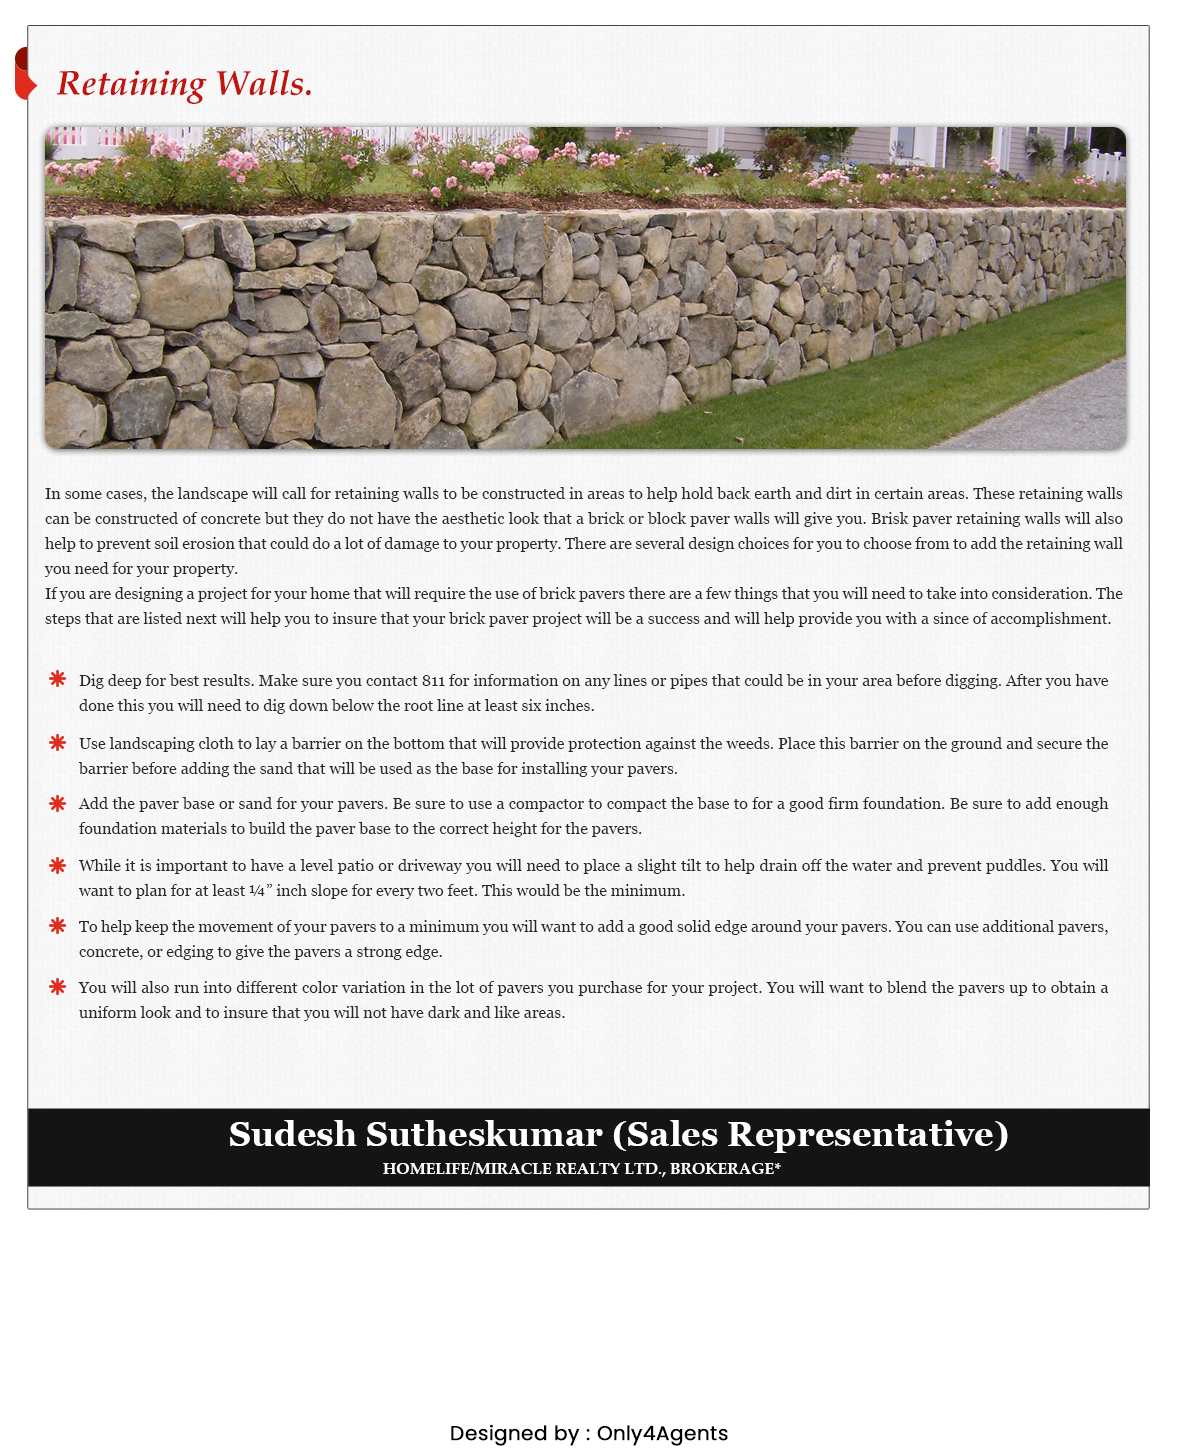 Retaining Walls.
In some cases, the landscape will call for retaining walls to be constructed in areas to help hold back earth and dirt in certain areas. These retaining walls
can be constructed of concrete but they do not have the aesthetic look that a brick or block paver walls will give you. Brisk paver retaining walls will also
help to prevent soil erosion that could do a lot of damage to your property. There are several design choices for you to choose from to add the retaining wall
you need for your property.
If you are designing a project for your home that will require the use of brick pavers there are a few things that you will need to take into consideration. The
steps that are listed next will help you to insure that your brick paver project will be a success and will help provide you with a since of accomplishment.
Dig deep for best results. Make sure you contact 811 for information on any lines or pipes that could be in your area before digging. After you have
done this you will need to dig down below the root line at least six inches.
Use landscaping cloth to lay a barrier on the bottom that will provide protection against the weeds. Place this barrier on the ground and secure the
barrier before adding the sand that will be used as the base for installing your pavers.
Add the paver base or sand for your pavers. Be sure to use a compactor to compact the base to for a good firm foundation. Be sure to add enough
foundation materials to build the paver base to the correct height for the pavers.
While it is important to have a level patio or driveway you will need to place a slight tilt to help drain off the water and prevent puddles. You will
want to plan for at least ¼” inch slope for every two feet. This would be the minimum.
To help keep the movement of your pavers to a minimum you will want to add a good solid edge around your pavers. You can use additional pavers,
concrete, or edging to give the pavers a strong edge.
You will also run into different color variation in the lot of pavers you purchase for your project. You will want to blend the pavers up to obtain a
uniform look and to insure that you will not have dark and like areas.
Sudesh Sutheskumar (Sales Representative)
HOMELIFE/MIRACLE REALTY LTD., BROKERAGE*
Designed by : Only4Agents